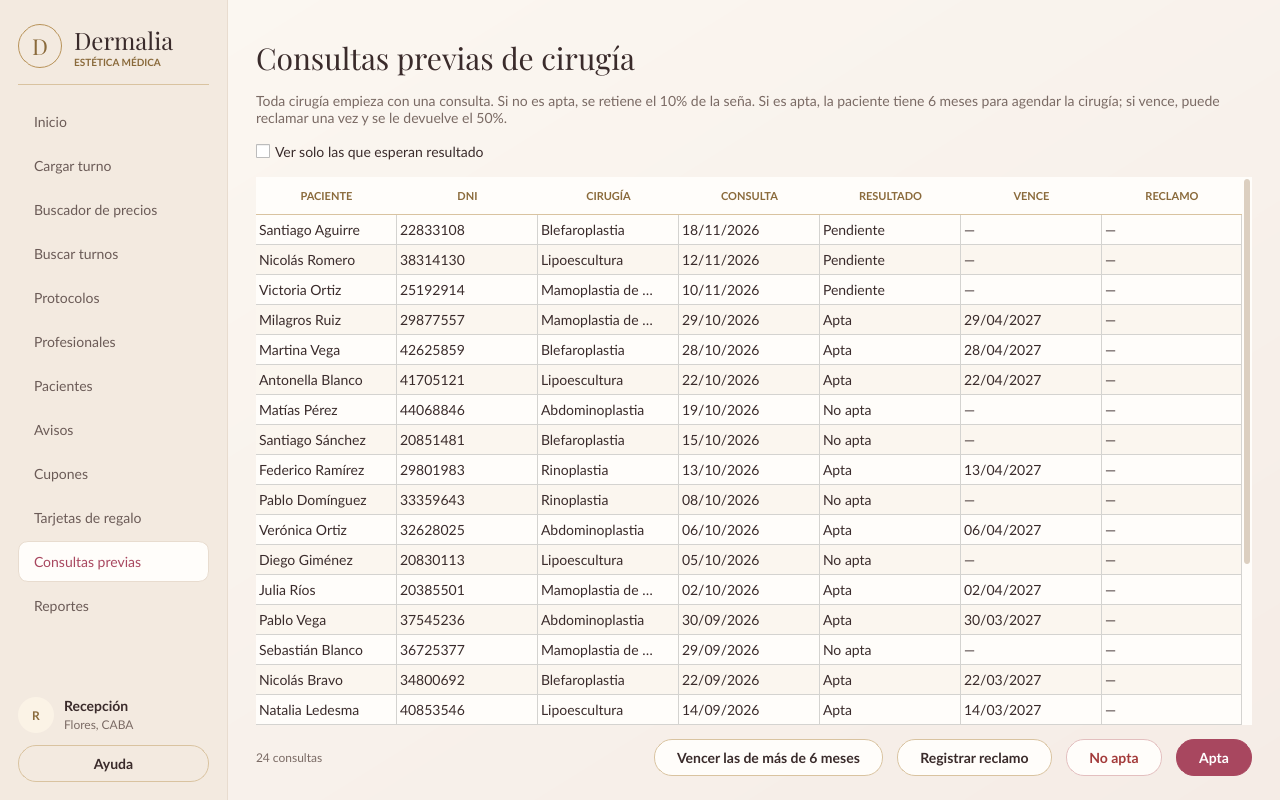 D
Dermalia
ESTÉTICA MÉDICA
Inicio
Cargar turno
Buscador de precios
Buscar turnos
Protocolos
Profesionales
Pacientes
Avisos
Cupones
Tarjetas de regalo
Consultas previas
Reportes
R
Recepción
Flores, CABA
Ayuda
Consultas previas de cirugía
Toda cirugía empieza con una consulta. Si no es apta, se retiene el 10% de la seña. Si es apta, la paciente tiene 6 meses para agendar la cirugía; si vence, puede
reclamar una vez y se le devuelve el 50%.
Ver solo las que esperan resultado
PACIENTE DNI CIRUGÍA CONSULTA RESULTADO VENCE RECLAMO
Santiago Aguirre 22833108 Blefaroplastia 18/11/2026 Pendiente — —
Nicolás Romero 38314130 Lipoescultura 12/11/2026 Pendiente — —
Victoria Ortiz 25192914 Mamoplastia de ... 10/11/2026 Pendiente — —
Milagros Ruiz 29877557 Mamoplastia de ... 29/10/2026 Apta 29/04/2027 —
Martina Vega 42625859 Blefaroplastia 28/10/2026 Apta 28/04/2027 —
Antonella Blanco 41705121 Lipoescultura 22/10/2026 Apta 22/04/2027 —
Matías Pérez 44068846 Abdominoplastia 19/10/2026 No apta — —
Santiago Sánchez 20851481 Blefaroplastia 15/10/2026 No apta — —
Federico Ramírez 29801983 Rinoplastia 13/10/2026 Apta 13/04/2027 —
Pablo Domínguez 33359643 Rinoplastia 08/10/2026 No apta — —
Verónica Ortiz 32628025 Abdominoplastia 06/10/2026 Apta 06/04/2027 —
Diego Giménez 20830113 Lipoescultura 05/10/2026 No apta — —
Julia Ríos 20385501 Mamoplastia de ... 02/10/2026 Apta 02/04/2027 —
Pablo Vega 37545236 Abdominoplastia 30/09/2026 Apta 30/03/2027 —
Sebastián Blanco 36725377 Mamoplastia de ... 29/09/2026 No apta — —
Nicolás Bravo 34800692 Blefaroplastia 22/09/2026 Apta 22/03/2027 —
Natalia Ledesma 40853546 Lipoescultura 14/09/2026 Apta 14/03/2027 —
24 consultas
Vencer las de más de 6 meses
Registrar reclamo
No apta
Apta